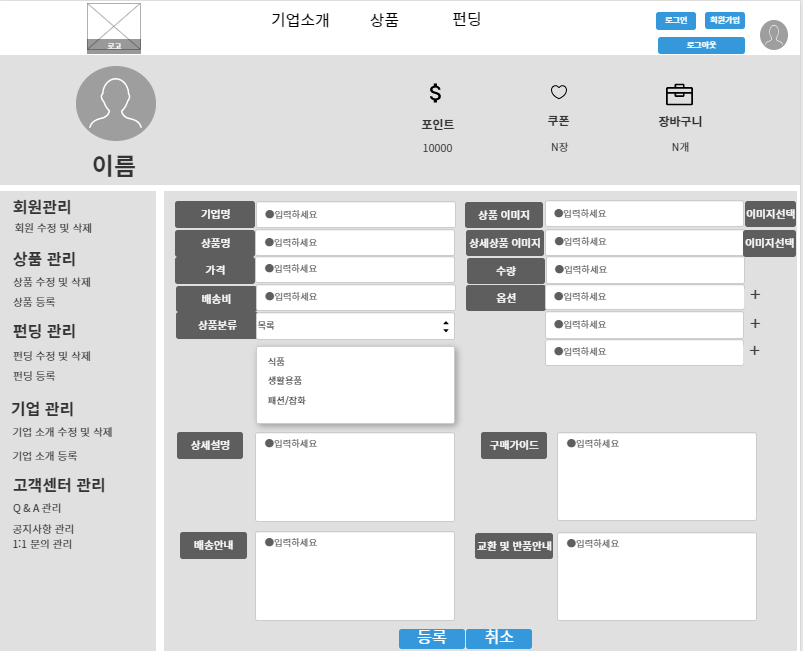 기업소개 상품 펀딩
로그인 회원가입
로고
로그아웃
$
포인트 쿠폰 장바구니
10000 N장 N개
이름
회원관리
회원 수정 및 삭제
상품 관리
상품 수정 및 삭제
상품 등록
펀딩 관리
펀딩 수정 및 삭제
펀딩 등록
기업 관리
기업 소개 수정 및 삭제
기업 소개 등록
고객센터 관리
Q & A 관리
공지사항 관리
1:1 문의 관리
기업명 ●입력하세요 상품 이미지 ●입력하세요 이미지선택
상품명 ●입력하세요 상세상품 이미지 ●입력하세요 이미지선택
가격 ●입력하세요 수량 ●입력하세요
배송비 ●입력하세요 옵션 ●입력하세요 +
상품분류 목록 ●입력하세요 +
●입력하세요 +
식품
생활용품
패션/잡화
상세설명 ●입력하세요 구매가이드 ●입력하세요
배송안내 ●입력하세요 교환 및 반품안내 ●입력하세요
등록 취소